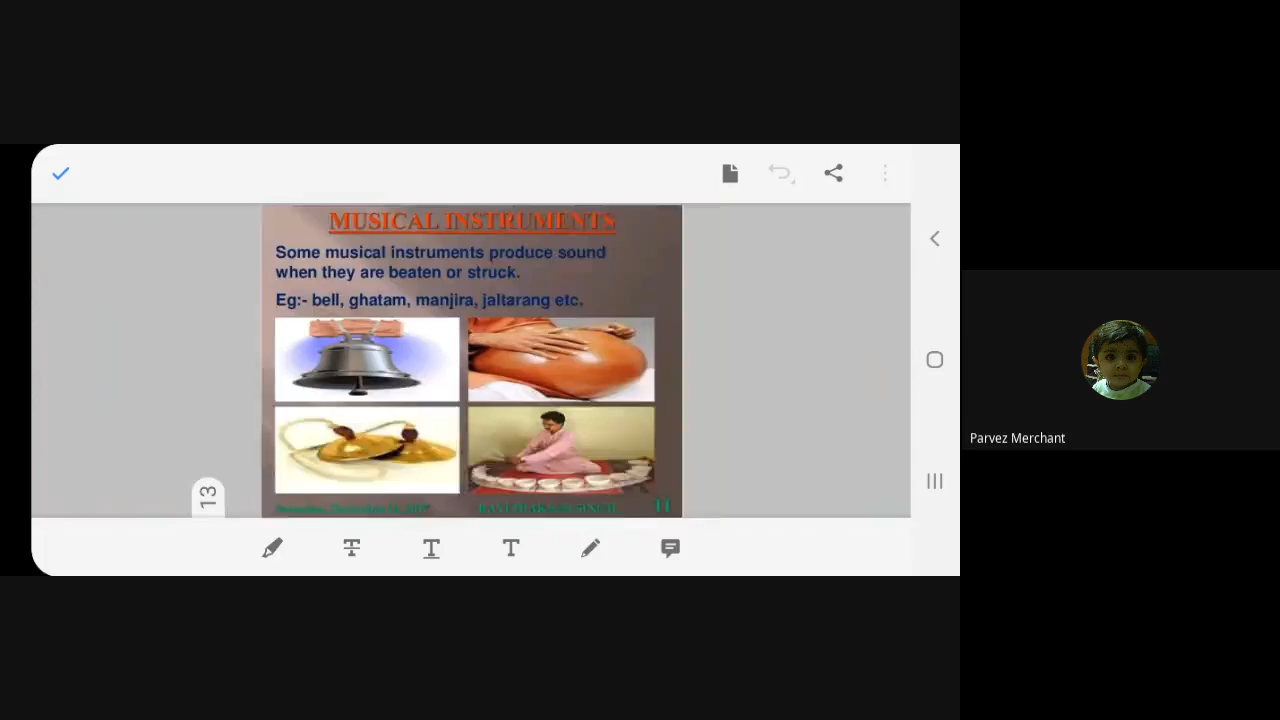 MUSICAL INSTRUMENTS
Some musical instruments produce sound
when they are beaten or struck.
Eg:- bell, ghatam, manjira, jaltarang etc.
13
11
Parvez Merchant